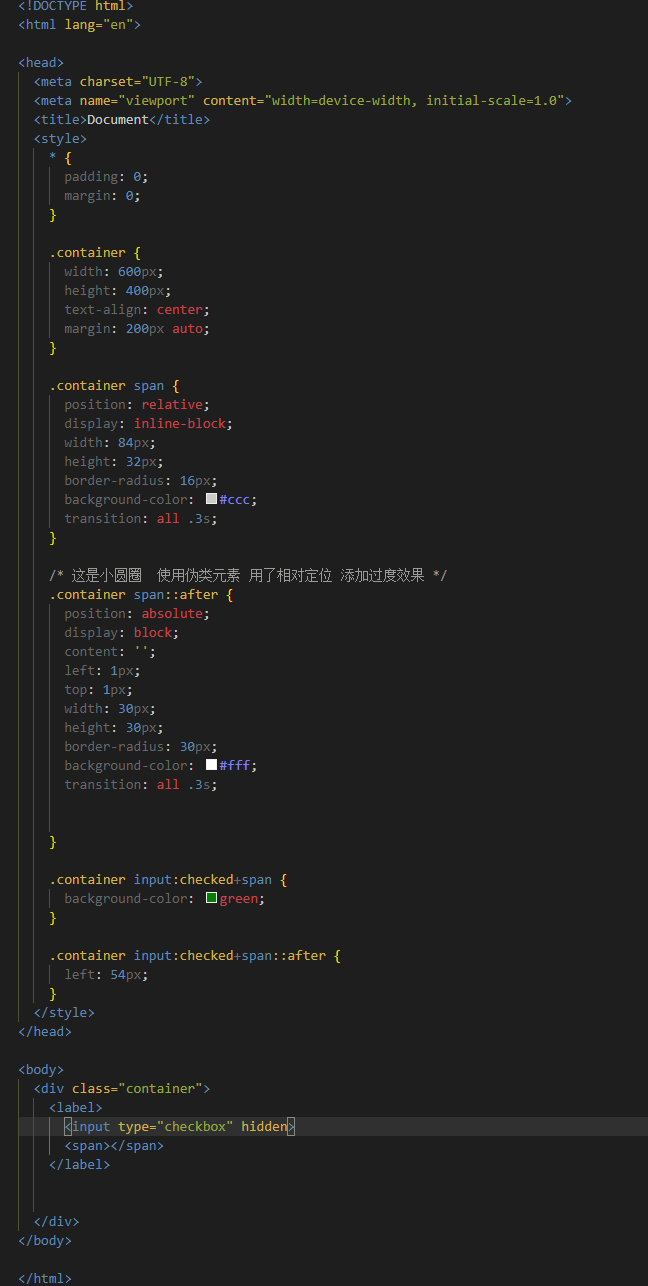 <!DOCTYPE html>
<html lang="en">
<head>
<meta charset="UTF-8">
<meta name="viewport" content="width=device-width, initial-scale=1.0">
<title>Document</title>
<style>
* {
padding: 0;
margin: 0;
}
.container {
width: 600px;
height: 400px;
text-align: center;
margin: 200px auto;
}
.container span {
position: relative;
display: inline-block;
width: 84px;
height: 32px;
border-radius: 16px;
background-color: #ccc;
transition: all .3s;
}
/* 这是小圆圈  使用伪类元素 用了相对定位 添加过度效果 */
.container span::after {
position: absolute;
display: block;
content: '';
left: 1px;
top: 1px;
width: 30px;
height: 30px;
border-radius: 30px;
background-color: #fff;
transition: all .3s;
}
.container input:checked+span {
background-color: green;
}
.container input:checked+span::after {
left: 54px;
}
</style>
</head>
<body>
<div class="container">
<label>
<input type="checkbox" hidden>
<span></span>
</label>
</div>
</body>
</html>